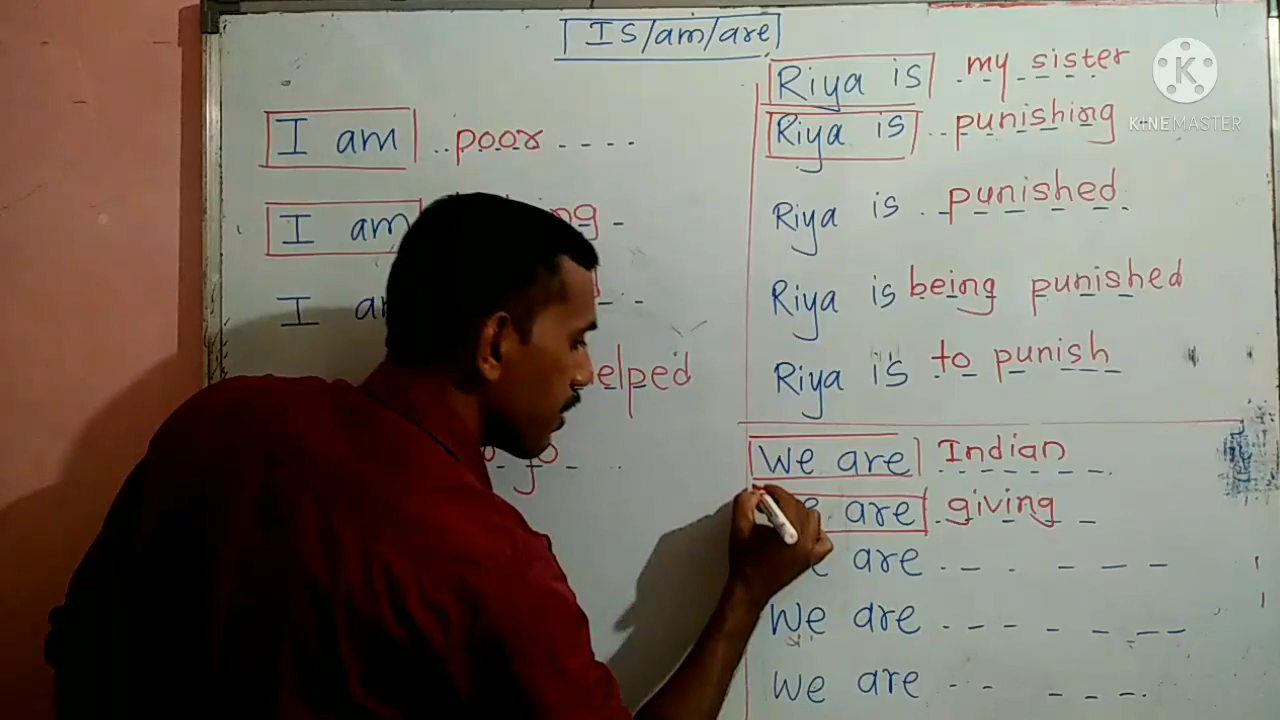 Is/am/are
I am ..poor ....
I am ng -
I a
elped
Riya is .my sister
Riya is ..punishing
Riya is . punished.
Riya is being punished
Riya is to punish
We are Indian
are giving -
are .-- . - - -
We are ---- - - --
We are -- - - -.
KINEMASTER